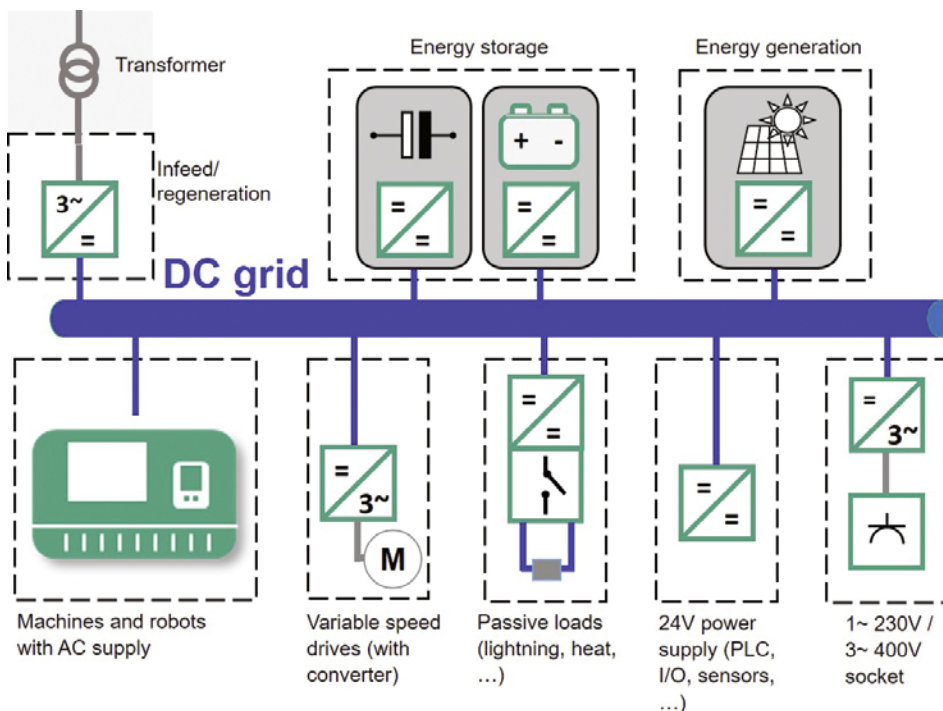 Transformer
Infeed/
regeneration
3~
=
Energy storage
+ -
=
=
=
=
Energy generation
=
=
DC grid
Machines and robots
with AC supply
=
3~
M
Variable speed
drives (with
converter)
=
=
Passive loads
(lightning, heat,
...)
=
=
24V power
supply (PLC,
I/O, sensors,
...)
=
3~
1~ 230V /
3~ 400V
socket